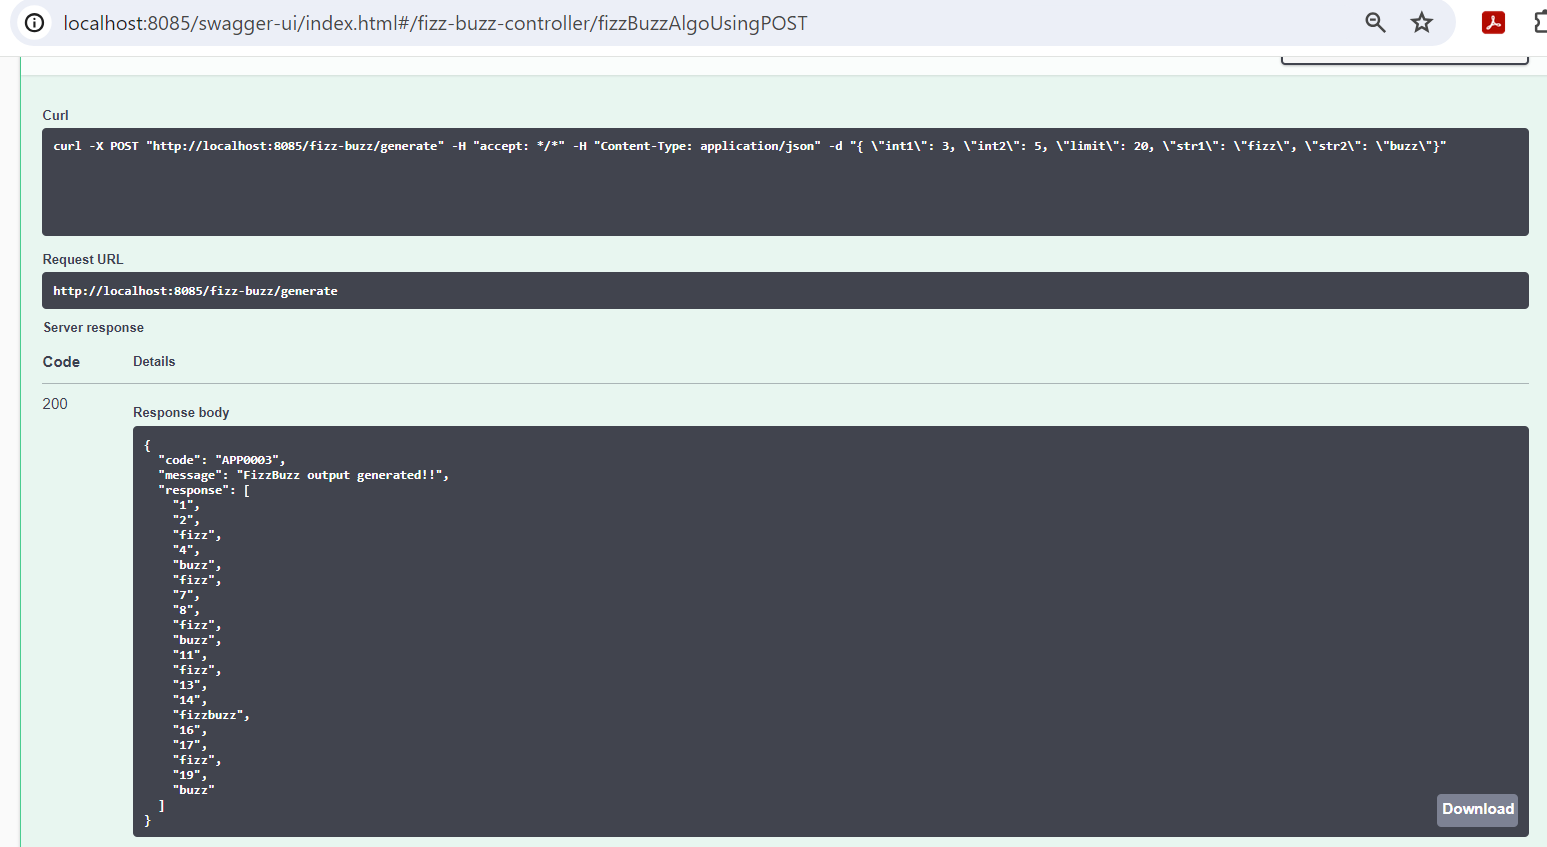 localhost:8085/swagger-ui/index.html#/fizz-buzz-controller/fizzBuzzAlgoUsingPOST
Curl
curl -X POST "http://localhost:8085/fizz-buzz/generate" -H "accept: */*" -H "Content-Type: application/json" -d "{ \"int1\": 3, \"int2\": 5, \"limit\": 20, \"str1\": \"fizz\", \"str2\": \"buzz\"}"
Request URL
http://localhost:8085/fizz-buzz/generate
Server response
Code Details
200
Response body
{
  "code": "APP0003",
  "message": "FizzBuzz output generated!!",
  "response": [
    "1",
    "2",
    "fizz",
    "4",
    "buzz",
    "fizz",
    "7",
    "8",
    "fizz",
    "buzz",
    "11",
    "fizz",
    "13",
    "14",
    "fizzbuzz",
    "16",
    "17",
    "fizz",
    "19",
    "buzz"
  ]
}
Download